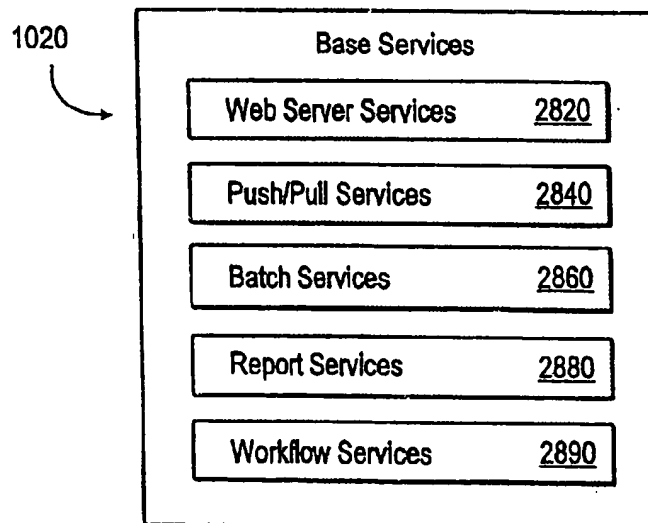 1020
Base Services
Web Server Services 2820
Push/Pull Services 2840
Batch Services 2860
Report Services 2880
Workflow Services 2890